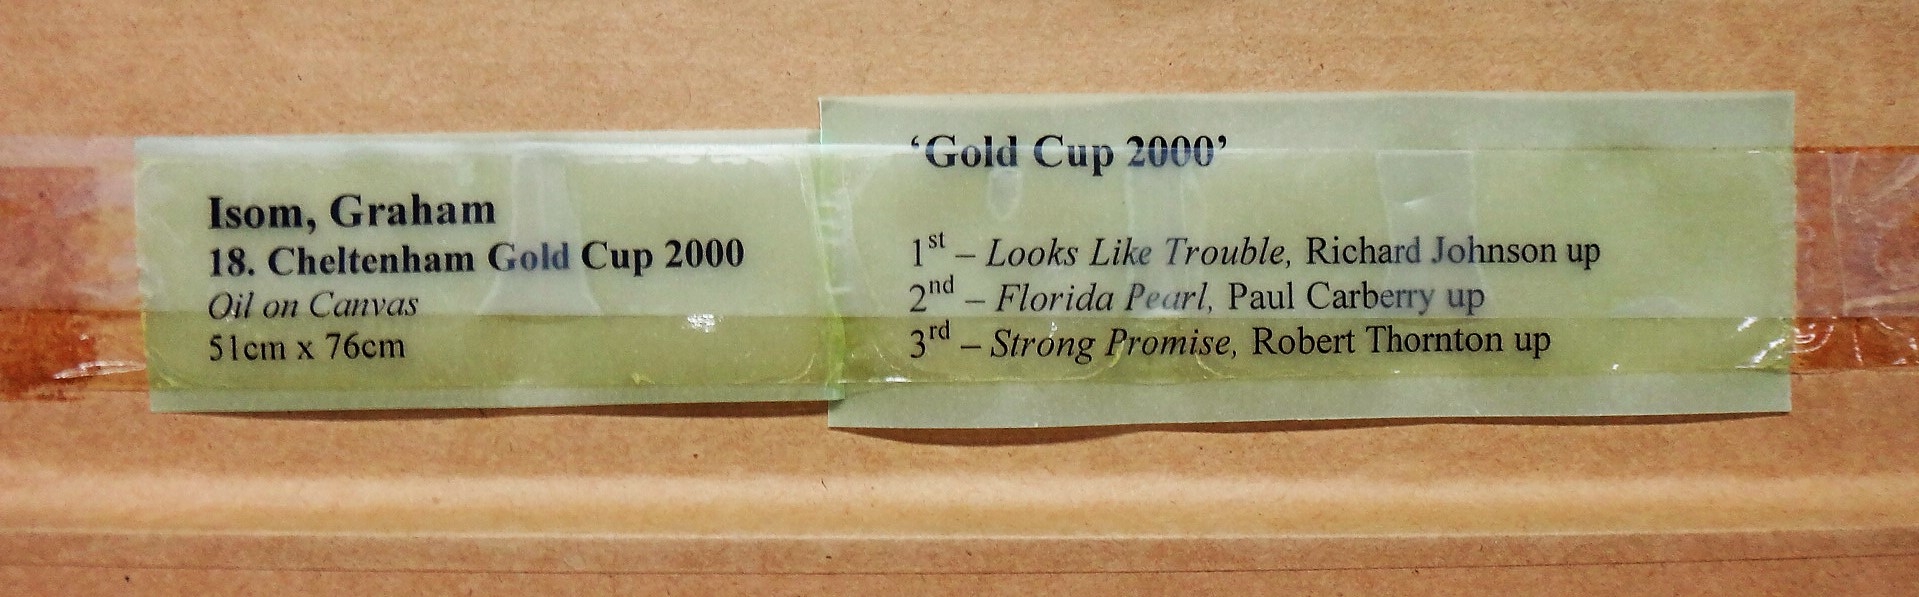 Isom, Graham
18. Cheltenham Gold Cup 2000
Oil on Canvas
51cm x 76cm
‘Gold Cup 2000’
1st – Looks Like Trouble, Richard Johnson up
2nd – Florida Pearl, Paul Carberry up
3rd – Strong Promise, Robert Thornton up